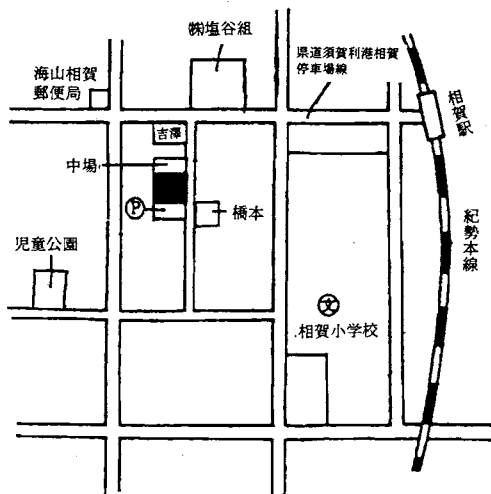 ㈱塩谷組
県道須賀利港相賀
停車場線
海山相賀
郵便局
相賀駅
吉澤
中場
P
橋本
紀勢本線
児童公園
文
相賀小学校